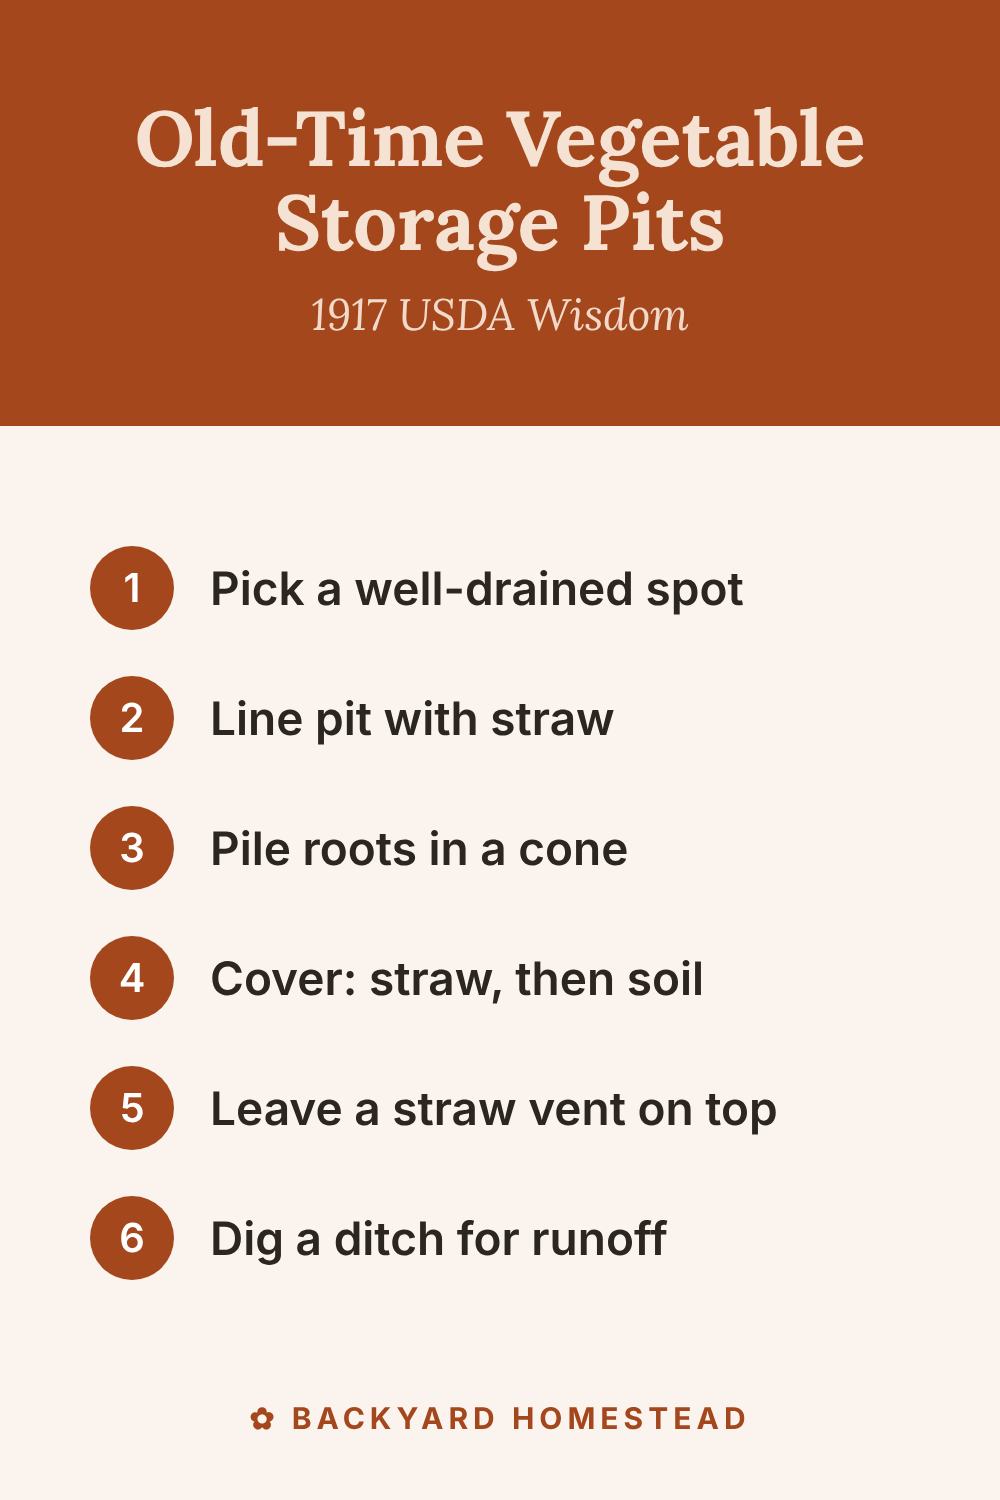 Old-Time Vegetable
Storage Pits
1917 USDA Wisdom
1 Pick a well-drained spot
2 Line pit with straw
3 Pile roots in a cone
4 Cover: straw, then soil
5 Leave a straw vent on top
6 Dig a ditch for runoff
✿ BACKYARD HOMESTEAD